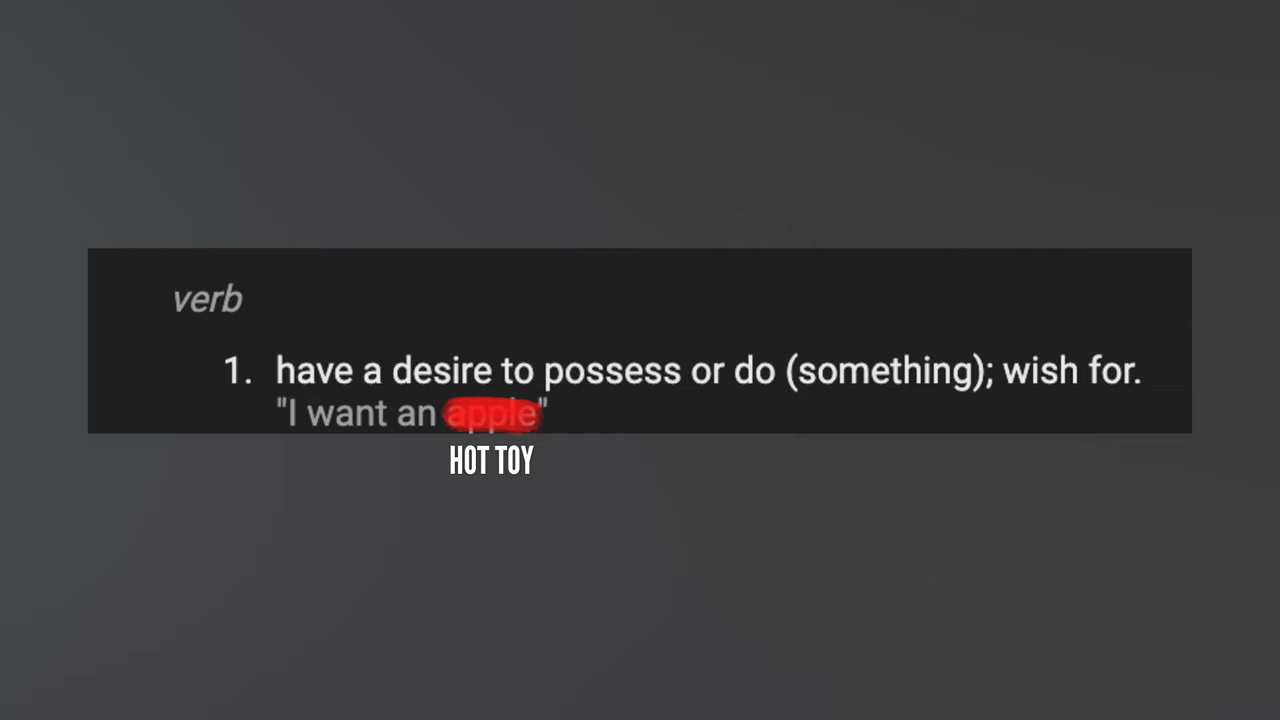 verb
1. have a desire to possess or do (something); wish for.
"I want an apple"
HOT TOY